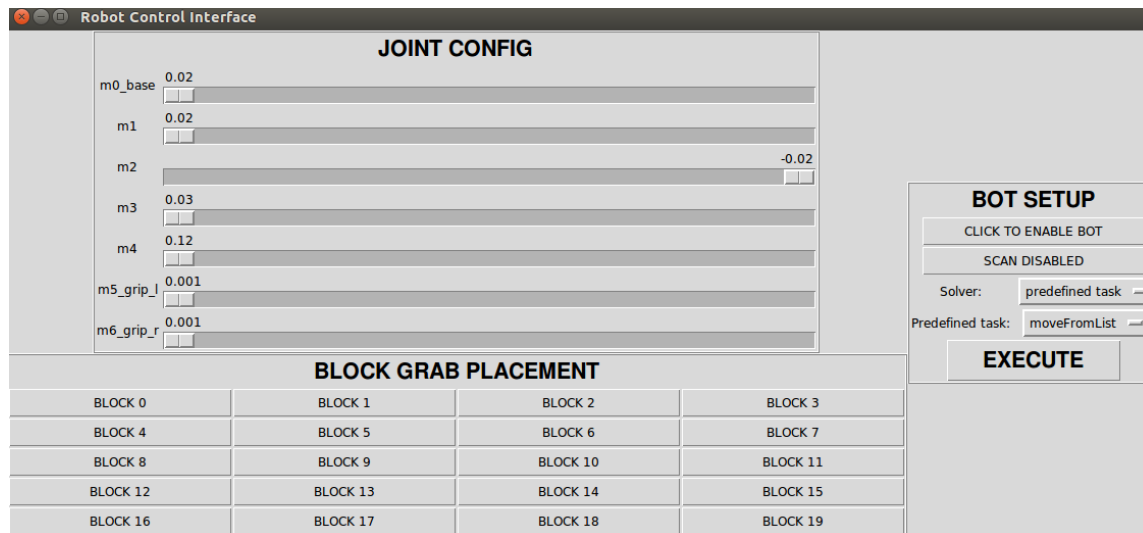 Robot Control Interface
JOINT CONFIG
0.02
m0_base
0.02
m1
-0.02
m2
0.03
m3
0.12
m4
0.001
m5_grip_l
0.001
m6_grip_r
BOT SETUP
CLICK TO ENABLE BOT
SCAN DISABLED
Solver: predefined task
Predefined task: moveFromList
EXECUTE
BLOCK GRAB PLACEMENT
BLOCK 0 BLOCK 1 BLOCK 2 BLOCK 3
BLOCK 4 BLOCK 5 BLOCK 6 BLOCK 7
BLOCK 8 BLOCK 9 BLOCK 10 BLOCK 11
BLOCK 12 BLOCK 13 BLOCK 14 BLOCK 15
BLOCK 16 BLOCK 17 BLOCK 18 BLOCK 19